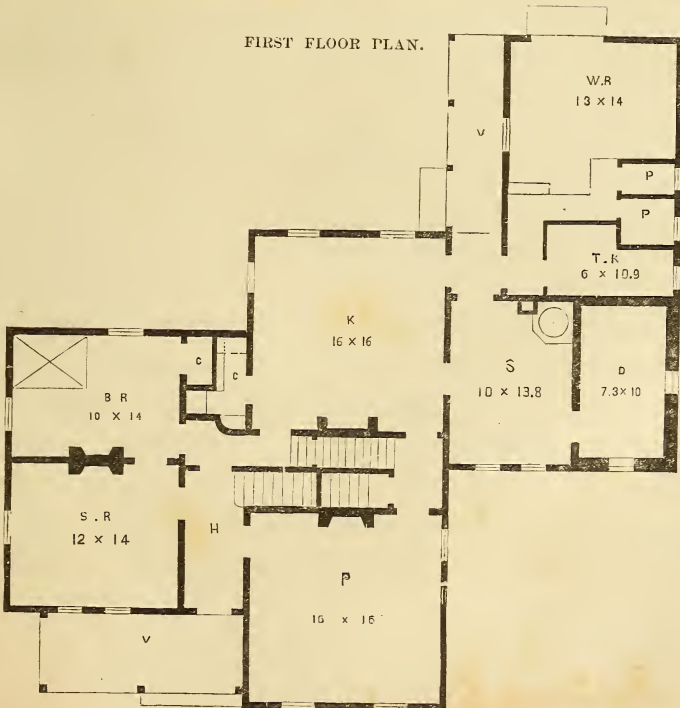 FIRST FLOOR PLAN.
W.R
13 × 14
V
P
P
T.K
6 × 10.9
K
16 × 16
S
10 × 13.8
D
7.3 × 10
C
C
B R
10 × 14
S.R
12 × 14
H
P
16 × 16
V